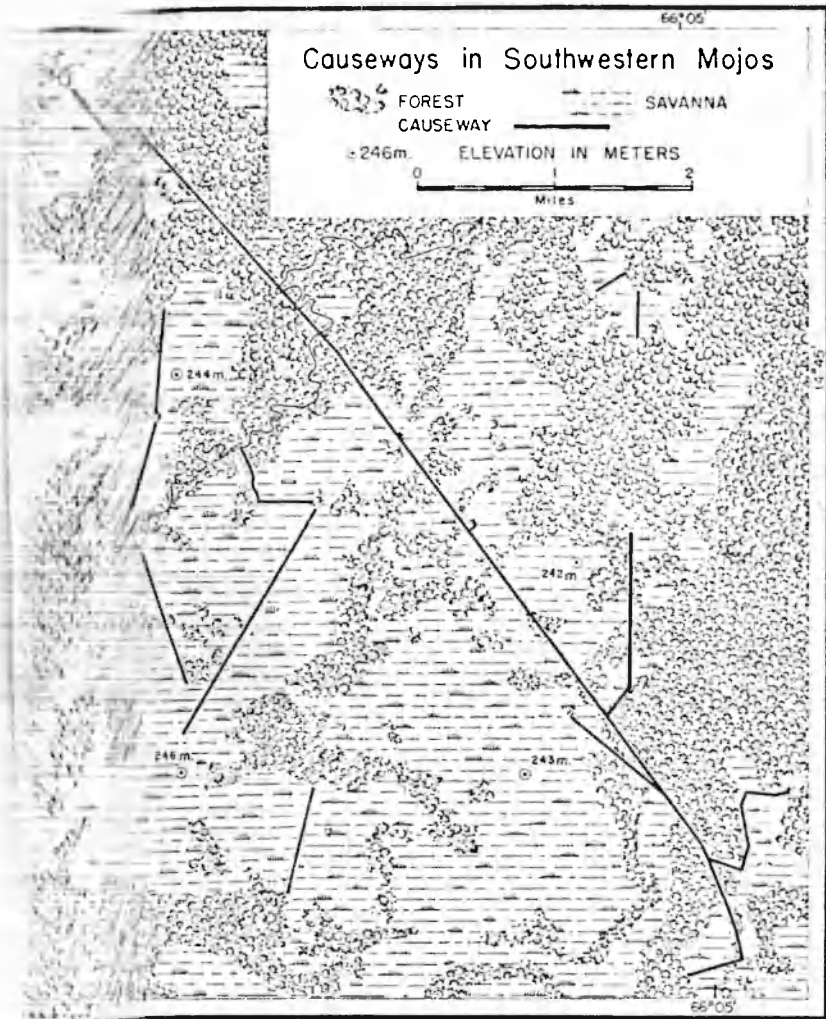 66°05'
Causeways in Southwestern Mojos
FOREST
SAVANNA
CAUSEWAY
246m. ELEVATION IN METERS
0 1 2
Miles
244m.
242m
246m.
243m.
66°05'